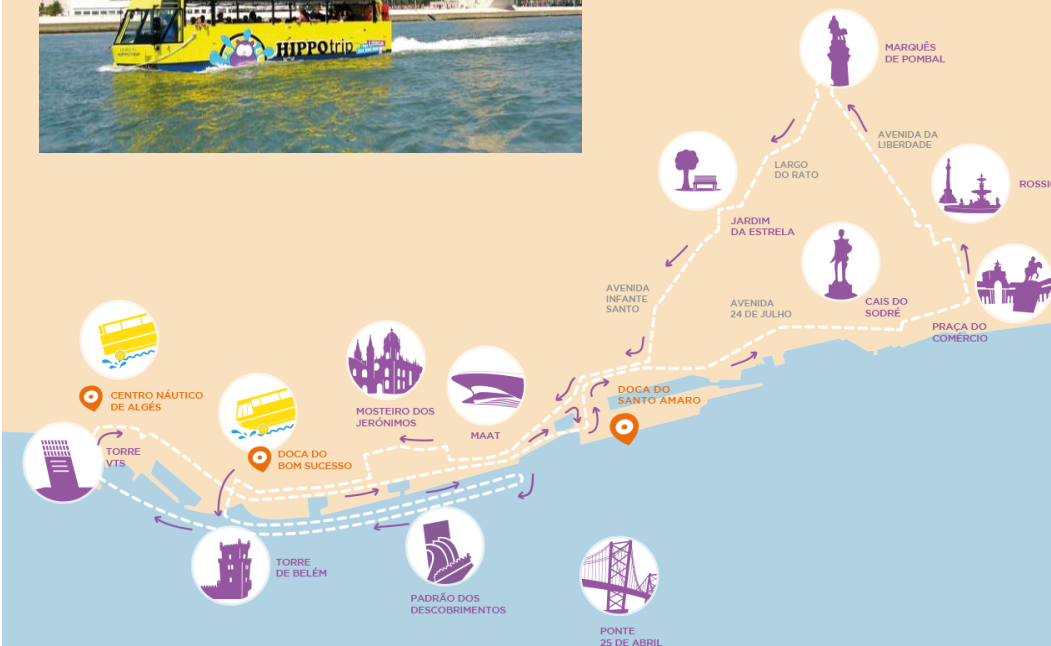 HIPPOtrip
MARQUÊS
DE POMBAL
AVENIDA DA
LIBERDADE
LARGO
DO RATO
ROSSI
JARDIM
DA ESTRELA
AVENIDA
INFANTE
SANTO
AVENIDA
24 DE JULHO
CAIS DO
SODRÉ
PRAÇA DO
COMÉRCIO
CENTRO NÁUTICO
DE ALGÉS
MOSTEIRO DOS
JERÓNIMOS
MAAT
DOCA DO
SANTO AMARO
TORRE
VTS
DOCA DO
BOM SUCESSO
TORRE
DE BELÉM
PADRÃO DOS
DESCOBRIMENTOS
PONTE
25 DE ABRIL